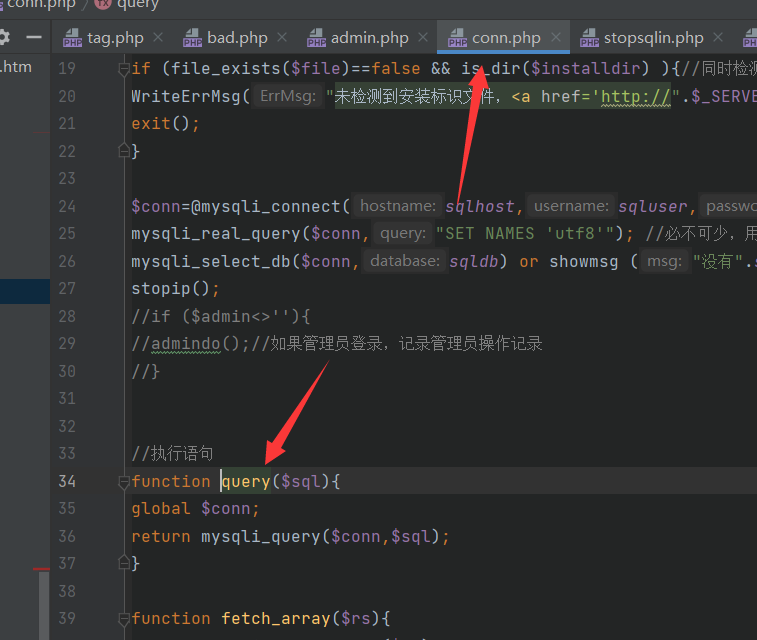 conn.php query
tag.php bad.php admin.php conn.php stopsqlin.php
.htm
19 if (file_exists($file)==false && is_dir($installdir) ){//同时检测
20 WriteErrMsg( ErrMsg: "未检测到安装标识文件，<a href='http://".$_SERVE
21 exit();
22 }
23
24 $conn=@mysqli_connect( hostname: sqlhost, username: sqluser, passwo
25 mysqli_real_query($conn, query: "SET NAMES 'utf8'"); //必不可少，用
26 mysqli_select_db($conn, database: sqldb) or showmsg ( msg: "没有".
27 stopip();
28 //if ($admin<>''){
29 //admindo();//如果管理员登录，记录管理员操作记录
30 //}
31
32
33 //执行语句
34 function query($sql){
35 global $conn;
36 return mysqli_query($conn,$sql);
37 }
38
39 function fetch_array($rs){